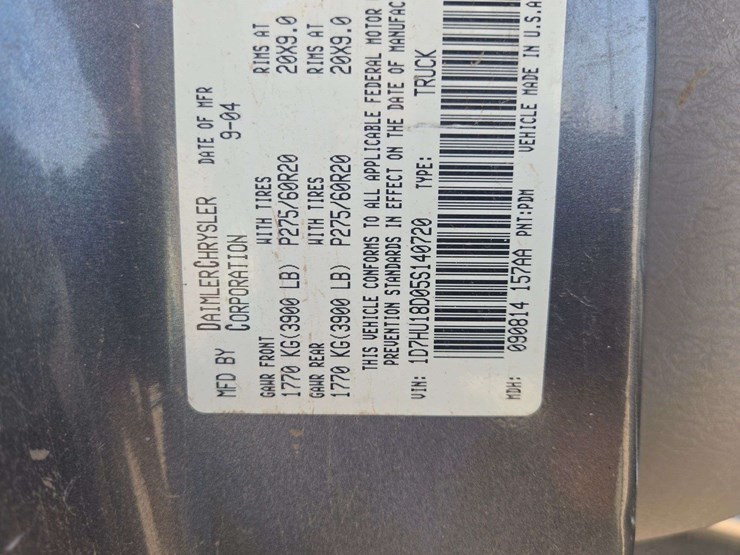 MFD BY DAIMLERCHRYSLER CORPORATION DATE OF MFR 9-04
GAWR FRONT WITH TIRES RIMS AT
1770 KG(3900 LB) P275/60R20 20X9.0
GAWR REAR WITH TIRES RIMS AT
1770 KG(3900 LB) P275/60R20 20X9.0
THIS VEHICLE CONFORMS TO ALL APPLICABLE FEDERAL MOTOR
PREVENTION STANDARDS IN EFFECT ON THE DATE OF MANUFAC
VIN: 1D7HU18D05S140720 TYPE: TRUCK
MDH: 090814 157AA PNT:PDM VEHICLE MADE IN U.S.A